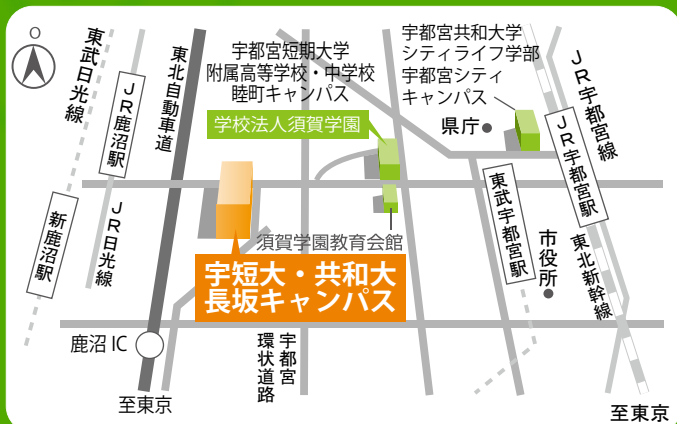 東武日光線
JR鹿沼駅
東北自動車道
宇都宮短期大学
附属高等学校・中学校
睦町キャンパス
学校法人須賀学園
宇都宮共和大学
シティライフ学部
宇都宮シティ
キャンパス
県庁
JR宇都宮線
JR宇都宮駅
新鹿沼駅
JR日光線
須賀学園教育会館
宇短大・共和大
長坂キャンパス
東武宇都宮駅
市役所
東北新幹線
鹿沼 IC
宇都宮
環状道路
至東京
至東京